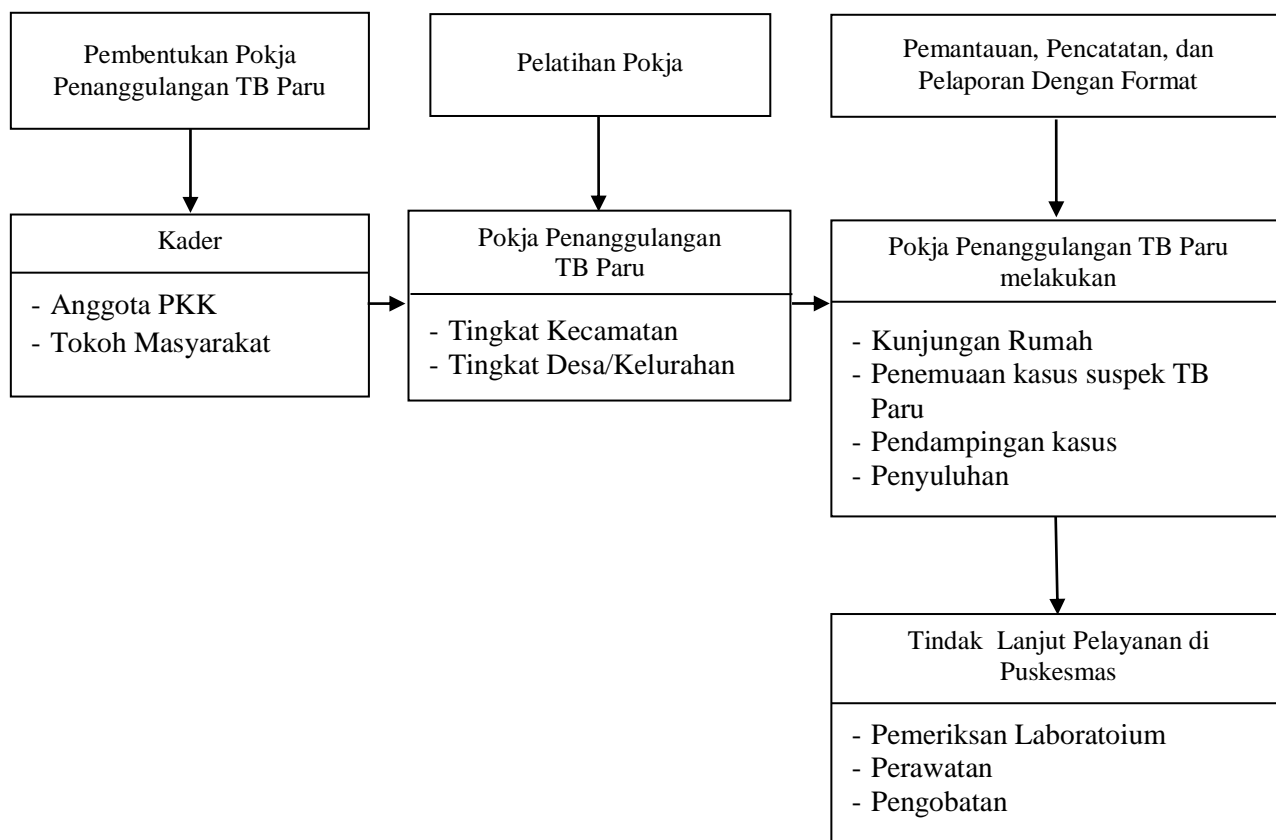 Pembentukan Pokja
Penanggulangan TB Paru
Pelatihan Pokja
Pemantauan, Pencatatan, dan
Pelaporan Dengan Format
Kader
- Anggota PKK
- Tokoh Masyarakat
Pokja Penanggulangan
TB Paru
- Tingkat Kecamatan
- Tingkat Desa/Kelurahan
Pokja Penanggulangan TB Paru
melakukan
- Kunjungan Rumah
- Penemuaan kasus suspek TB
Paru
- Pendampingan kasus
- Penyuluhan
Tindak Lanjut Pelayanan di
Puskesmas
- Pemeriksan Laboratoium
- Perawatan
- Pengobatan